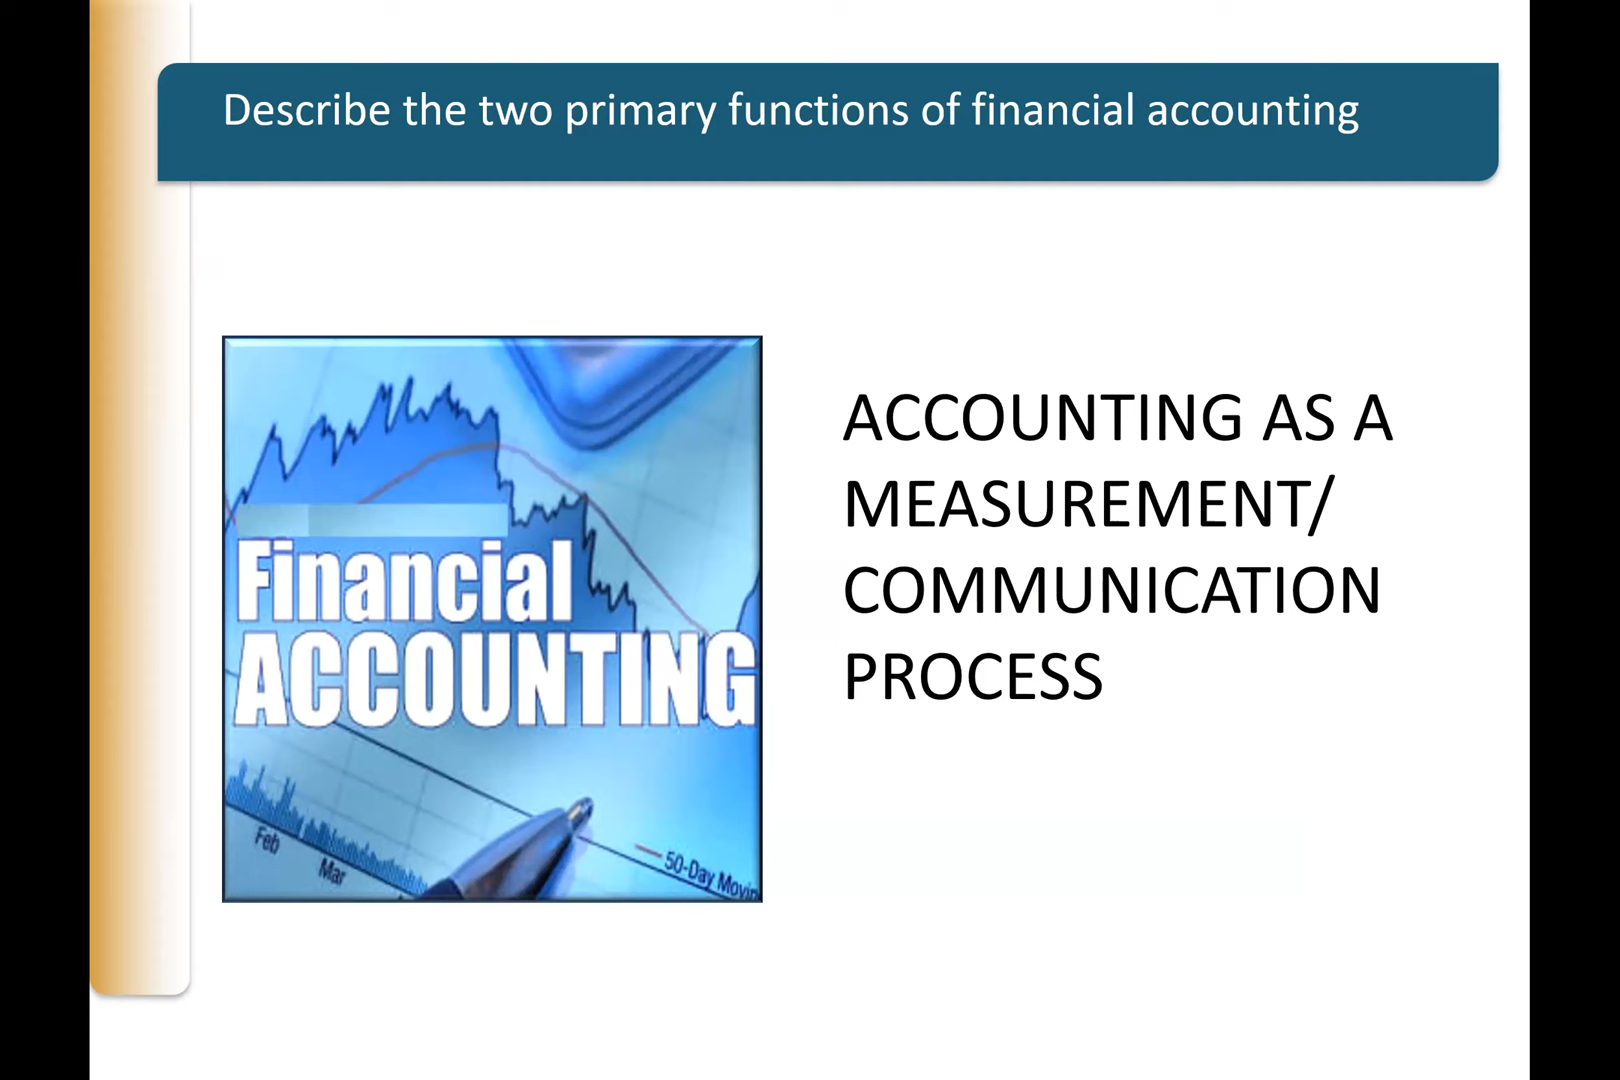 Describe the two primary functions of financial accounting
Financial
ACCOUNTING
Feb
Mar
50-Day Movin
ACCOUNTING AS A
MEASUREMENT/
COMMUNICATION
PROCESS